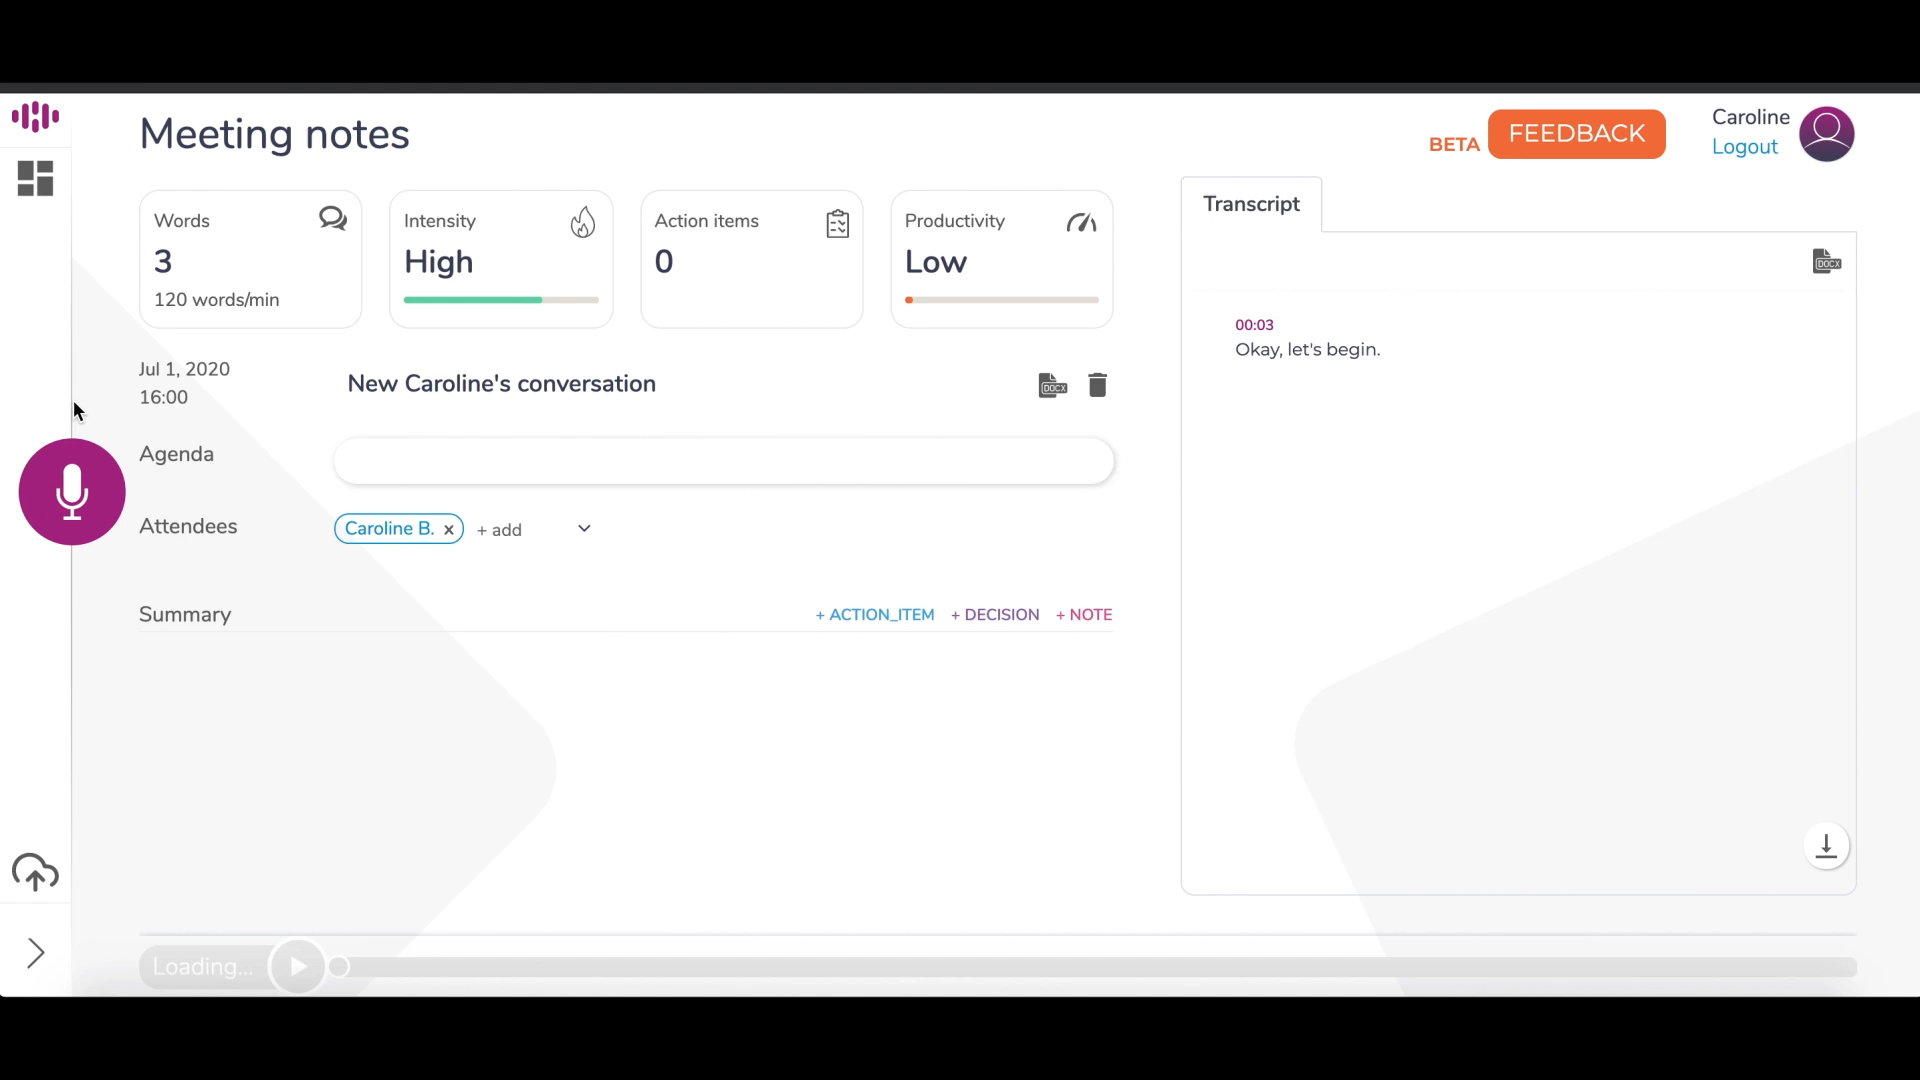 Meeting notes
BETA
FEEDBACK
Caroline
Logout
Words
3
120 words/min
Intensity
High
Action items
0
Productivity
Low
Transcript
DOCX
00:03
Okay, let's begin.
Jul 1, 2020
16:00
New Caroline's conversation
DOCX
Agenda
Attendees
Caroline B. x
+ add
Summary
+ ACTION_ITEM
+ DECISION
+ NOTE
Loading...